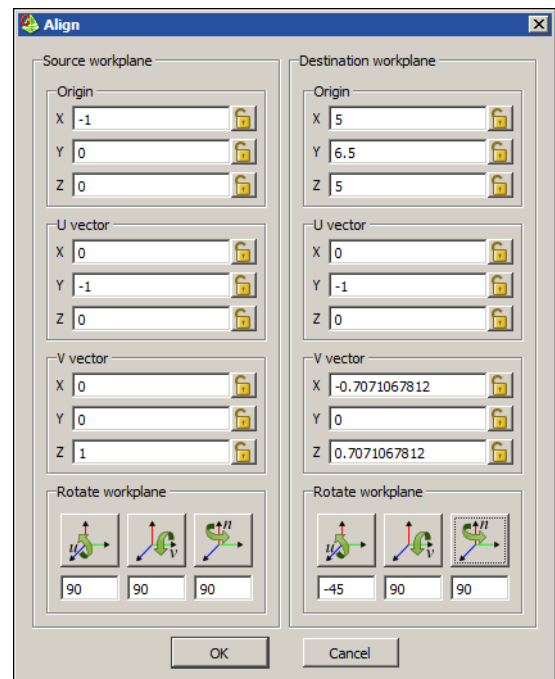 Align
Source workplane
Origin
X -1
Y 0
Z 0
U vector
X 0
Y -1
Z 0
V vector
X 0
Y 0
Z 1
Rotate workplane
u v n
90 90 90
Destination workplane
Origin
X 5
Y 6.5
Z 5
U vector
X 0
Y -1
Z 0
V vector
X -0.7071067812
Y 0
Z 0.7071067812
Rotate workplane
u v n
-45 90 90
OK Cancel